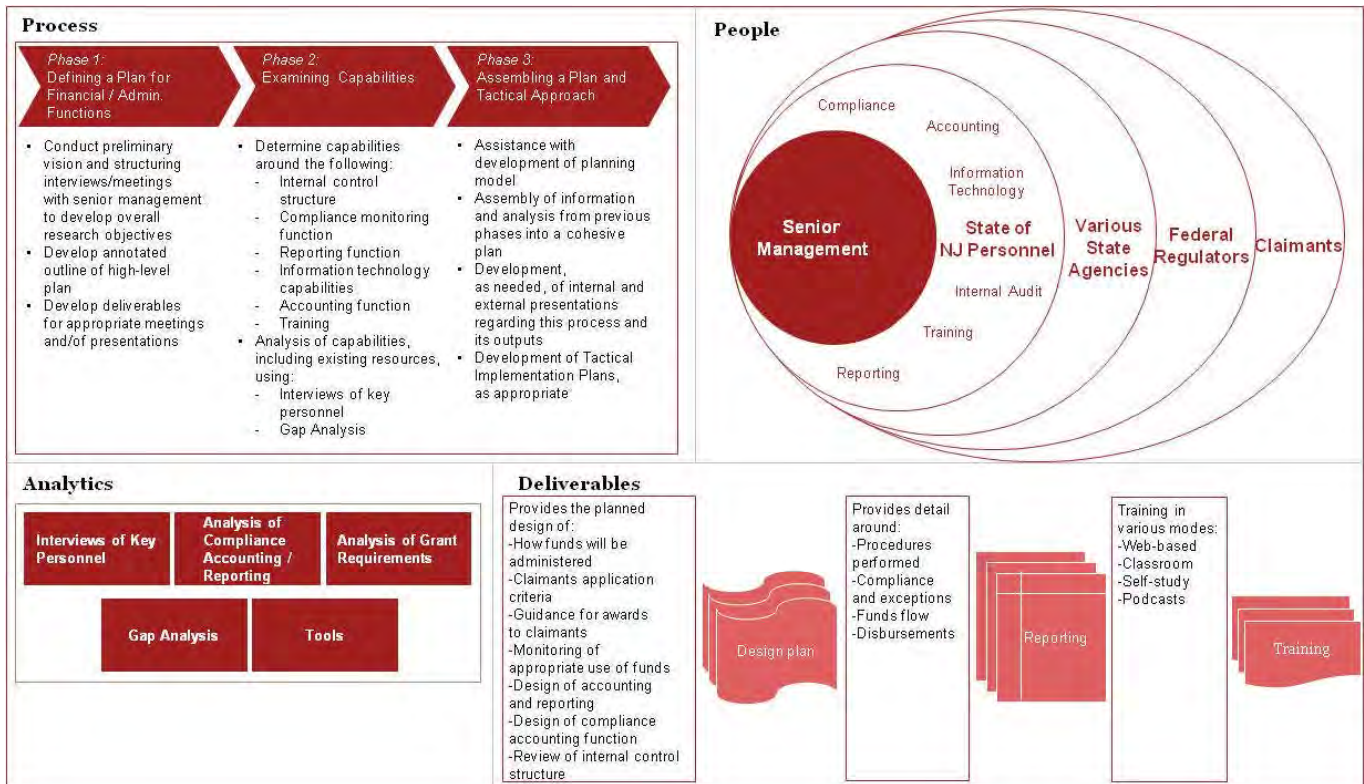 Process
Phase 1:
Defining a Plan for
Financial / Admin.
Functions
Phase 2:
Examining Capabilities
Phase 3:
Assembling a Plan and
Tactical Approach
▪ Conduct preliminary
vision and structuring
interviews/meetings
with senior management
to develop overall
research objectives
▪ Develop annotated
outline of high-level
plan
▪ Develop deliverables
for appropriate meetings
and/of presentations
▪ Determine capabilities
around the following:
- Internal control
structure
- Compliance monitoring
function
- Reporting function
- Information technology
capabilities
- Accounting function
- Training
▪ Analysis of capabilities,
including existing resources,
using:
- Interviews of key
personnel
- Gap Analysis
▪ Assistance with
development of planning
model
▪ Assembly of information
and analysis from previous
phases into a cohesive
plan
▪ Development,
as needed, of internal and
external presentations
regarding this process and
its outputs
▪ Development of Tactical
Implementation Plans,
as appropriate
People
Compliance
Accounting
Information
Technology
Senior
Management
State of
NJ Personnel
Various
State
Agencies
Federal
Regulators
Claimants
Internal Audit
Training
Reporting
Analytics
Interviews of Key
Personnel
Analysis of
Compliance
Accounting /
Reporting
Analysis of Grant
Requirements
Gap Analysis
Tools
Deliverables
Provides the planned
design of:
-How funds will be
administered
-Claimants application
criteria
-Guidance for awards
to claimants
-Monitoring of
appropriate use of funds
-Design of accounting
and reporting
-Design of compliance
accounting function
-Review of internal control
structure
Design plan
Provides detail
around:
-Procedures
performed
-Compliance
and exceptions
-Funds flow
-Disbursements
Reporting
Training in
various modes:
-Web-based
-Classroom
-Self-study
-Podcasts
Training